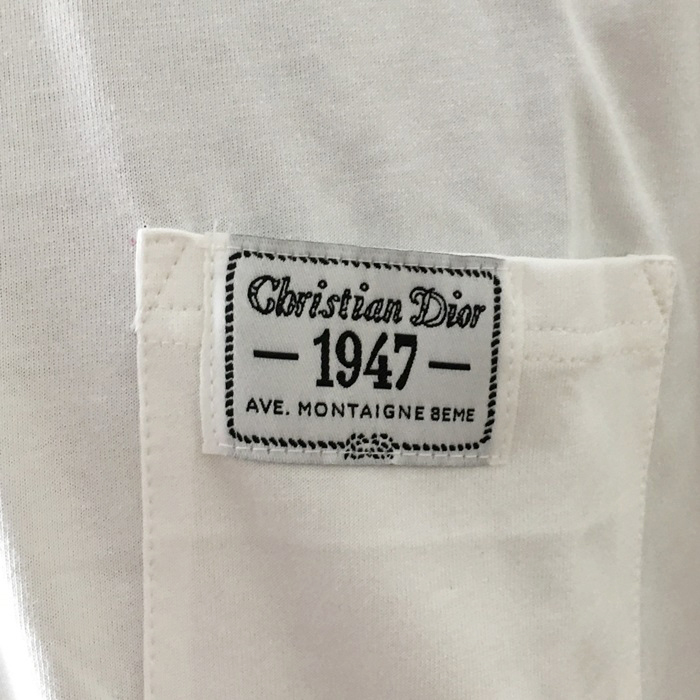 Christian Dior
— 1947 —
AVE. MONTAIGNE 8EME